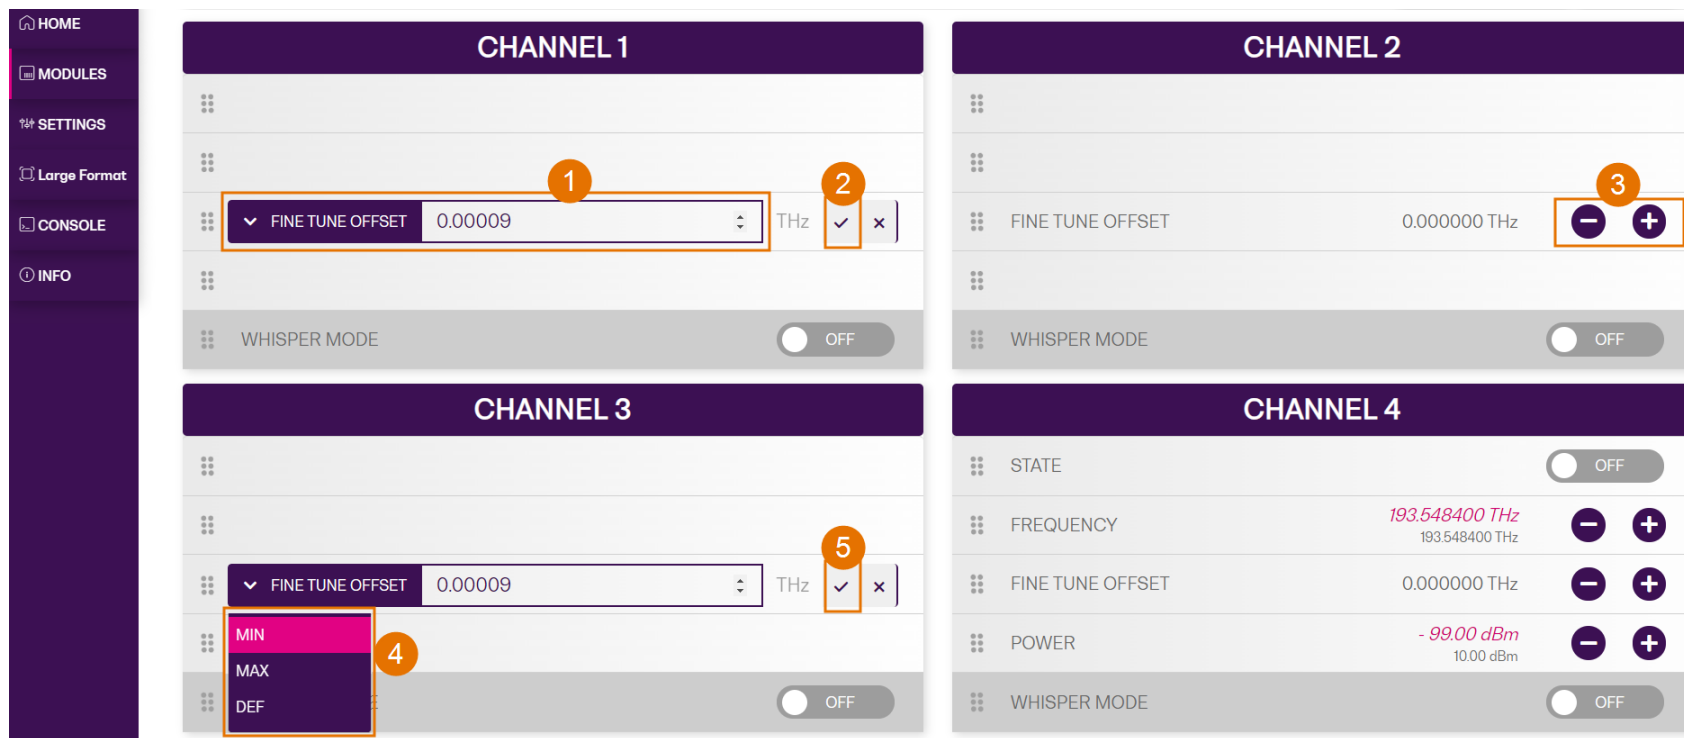 HOME
MODULES
SETTINGS
Large Format
CONSOLE
INFO
CHANNEL 1
1
2
FINE TUNE OFFSET 0.00009 THz
WHISPER MODE OFF
CHANNEL 2
3
FINE TUNE OFFSET 0.000000 THz
WHISPER MODE OFF
CHANNEL 3
5
FINE TUNE OFFSET 0.00009 THz
MIN
4
MAX
DEF
OFF
CHANNEL 4
STATE OFF
FREQUENCY 193.548400 THz
193.548400 THz
FINE TUNE OFFSET 0.000000 THz
POWER - 99.00 dBm
10.00 dBm
WHISPER MODE OFF